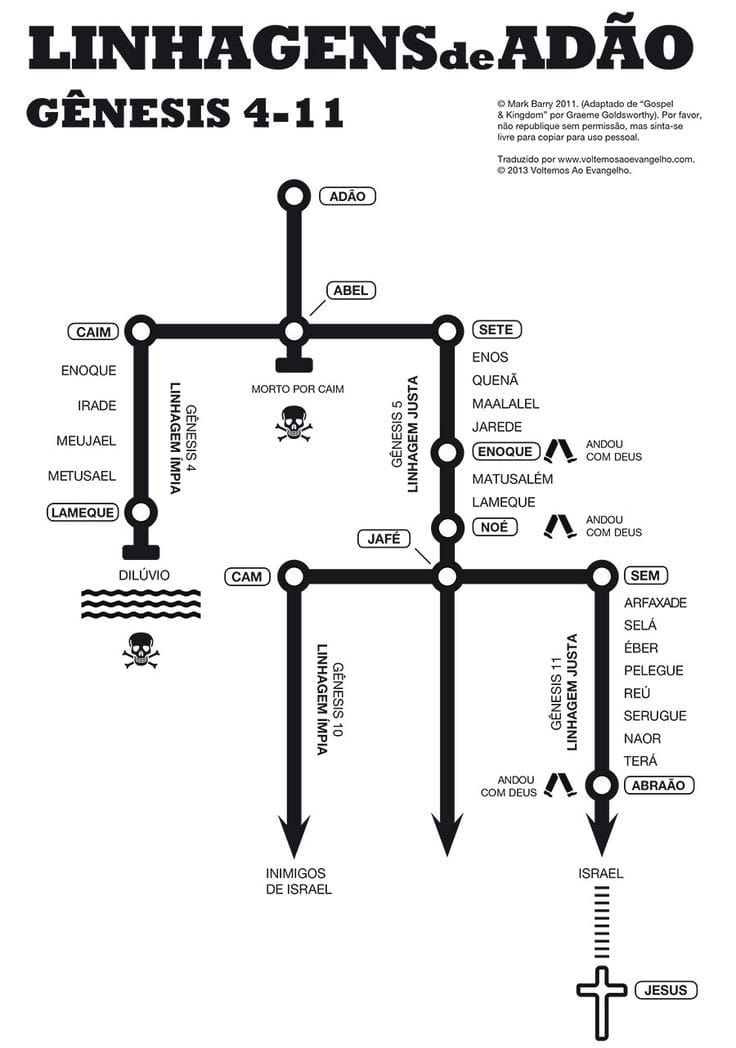 LINHAGENS de ADÃO
GÊNESIS 4-11
© Mark Barry 2011. (Adaptado de “Gospel
& Kingdom” por Graeme Goldsworthy). Por favor,
não republique sem permissão, mas sinta-se
livre para copiar para uso pessoal.
Traduzido por www.voltemosaoevangelho.com.
© 2013 Voltemos Ao Evangelho.
ADÃO
ABEL
CAIM
ENOQUE
IRADE
MEUJAEL
METUSAEL
LAMEQUE
GÊNESIS 4
LINHAGEM ÍMPIA
DILÚVIO
MORTO POR CAIM
SETE
ENOS
QUENÃ
MAALALEL
JAREDE
ENOQUE
ANDOU
COM DEUS
MATUSALÉM
LAMEQUE
NOÉ
ANDOU
COM DEUS
GÊNESIS 5
LINHAGEM JUSTA
JAFÉ
CAM
GÊNESIS 10
LINHAGEM ÍMPIA
INIMIGOS
DE ISRAEL
SEM
ARFAXADE
SELÁ
ÉBER
PELEGUE
REÚ
SERUGUE
NAOR
TERÁ
ABRAÃO
GÊNESIS 11
LINHAGEM JUSTA
ANDOU
COM DEUS
ISRAEL
JESUS